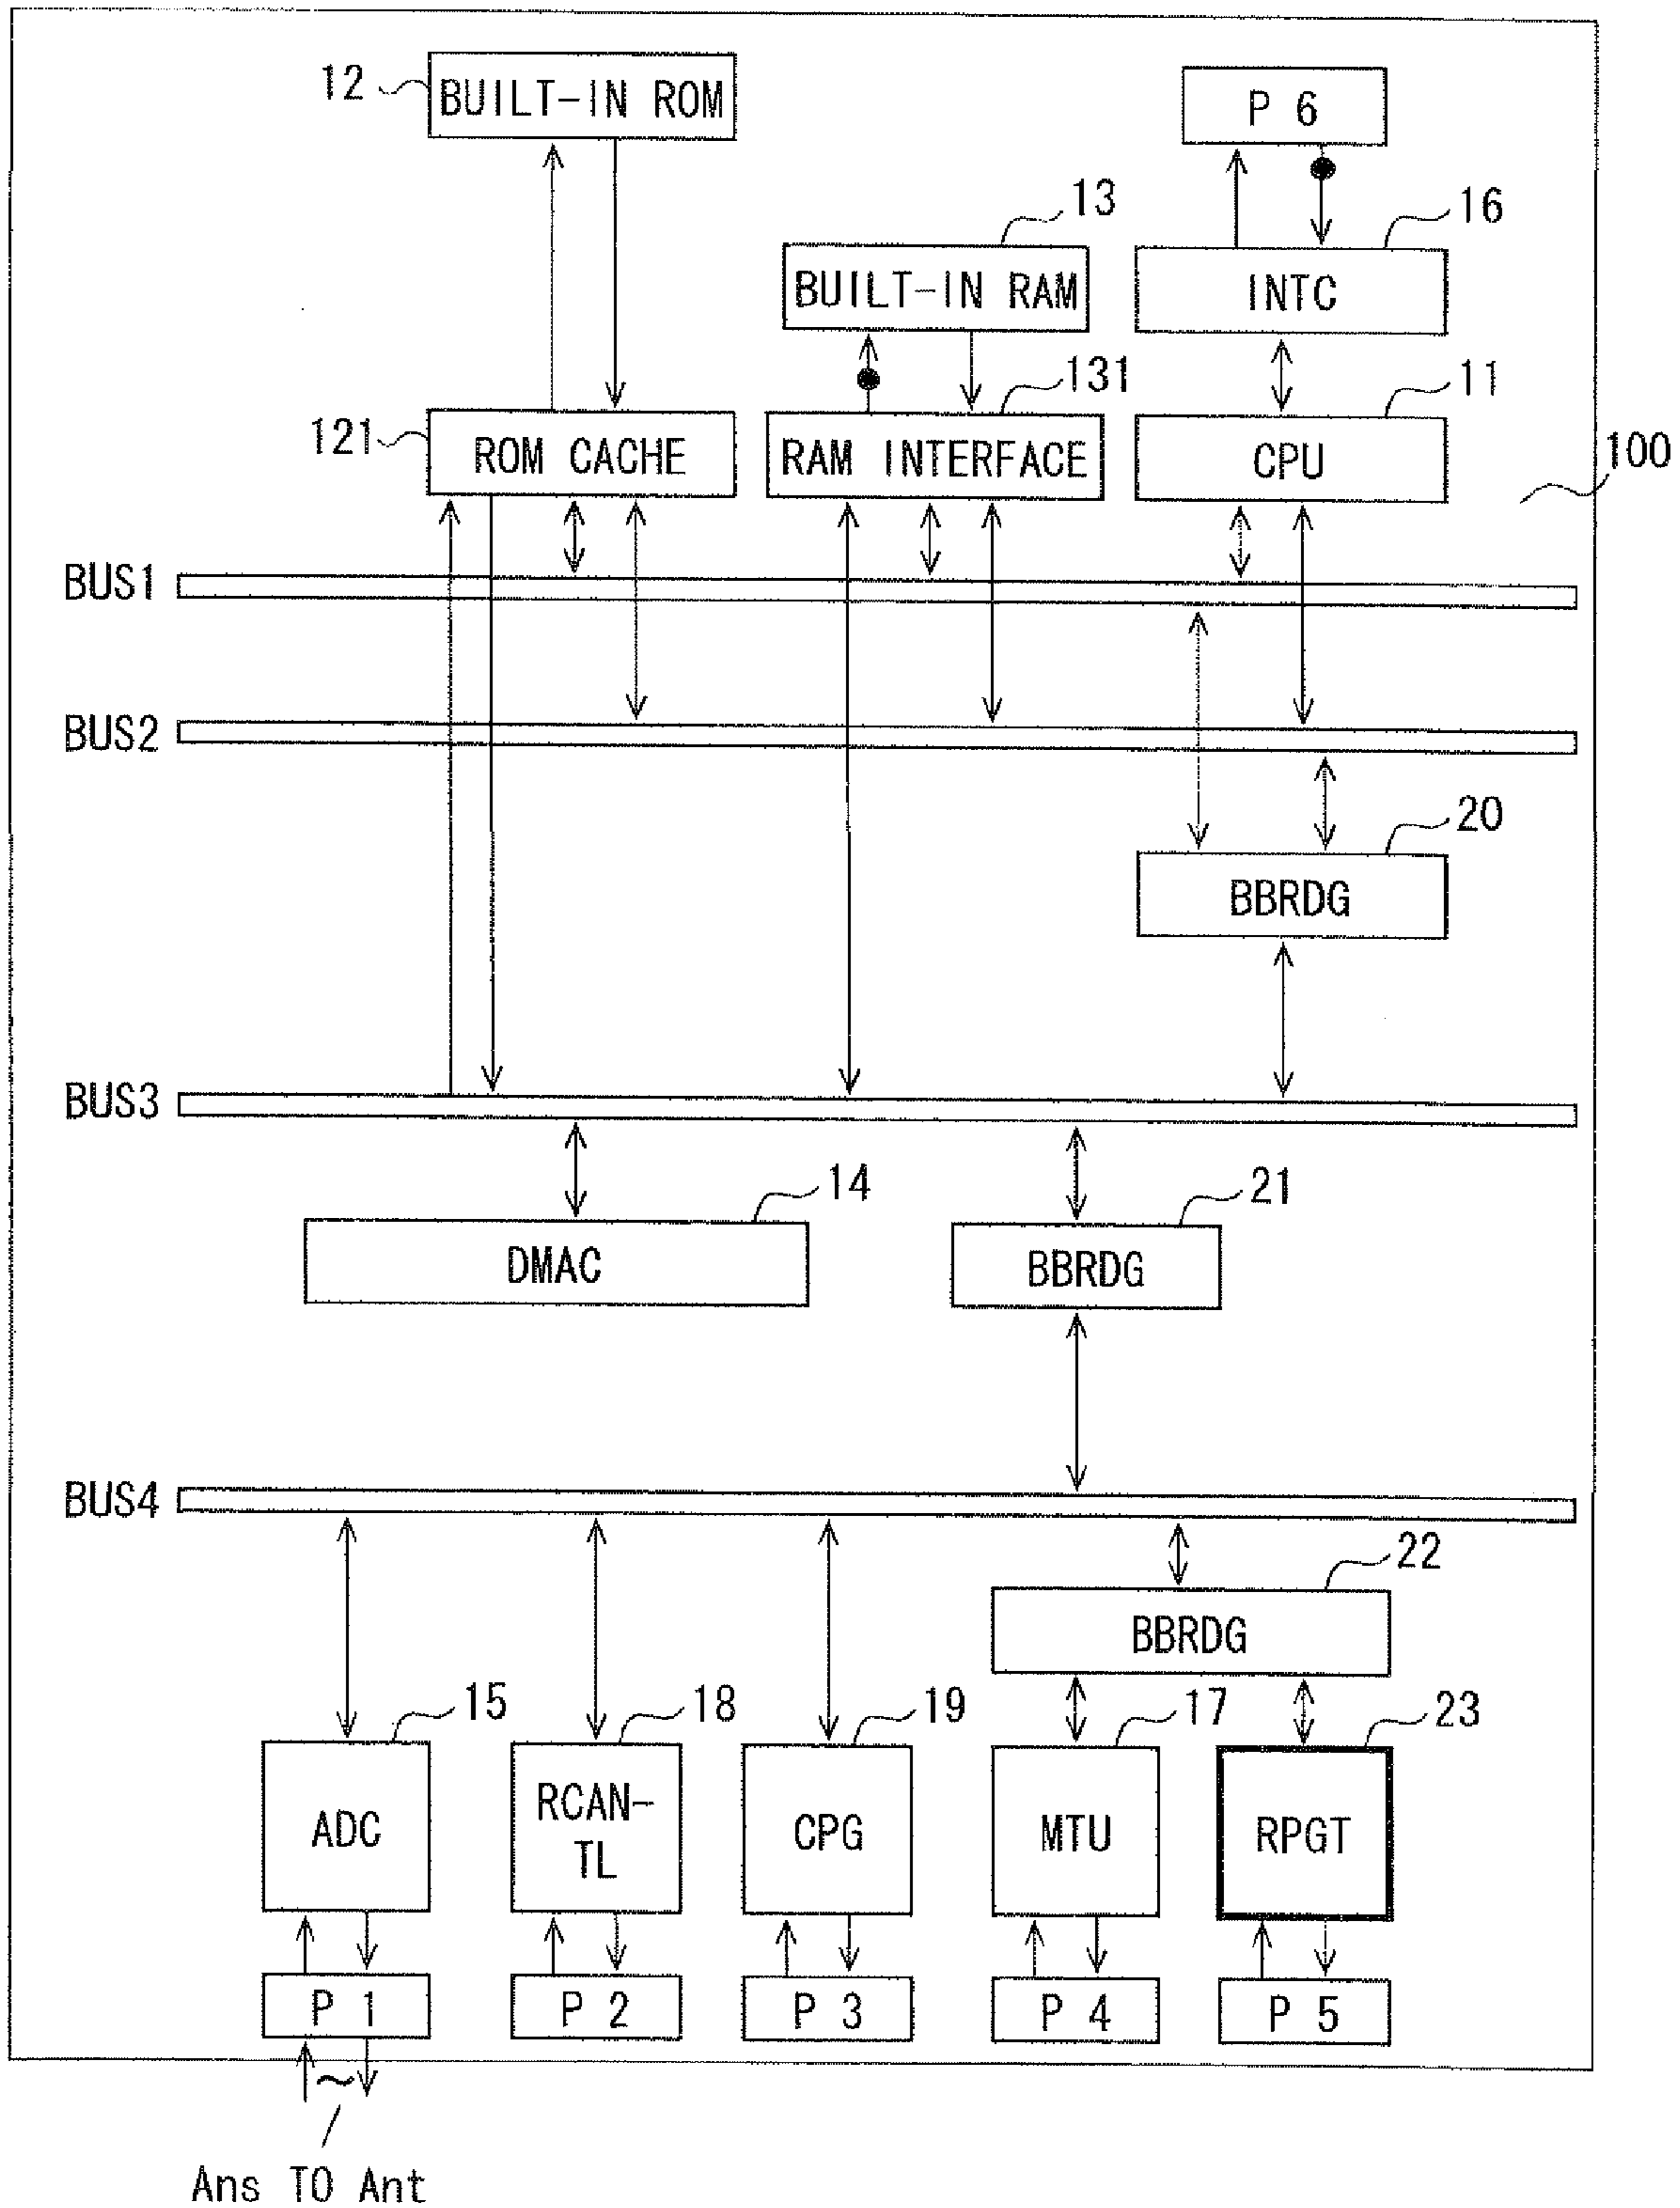 12
BUILT-IN ROM
P 6
13
16
BUILT-IN RAM
INTC
131
11
121
ROM CACHE
RAM INTERFACE
CPU
100
BUS1
BUS2
20
BBRDG
BUS3
14
21
DMAC
BBRDG
BUS4
22
BBRDG
15
18
19
17
23
ADC
RCAN-
TL
CPG
MTU
RPGT
P 1
P 2
P 3
P 4
P 5
Ans TO Ant